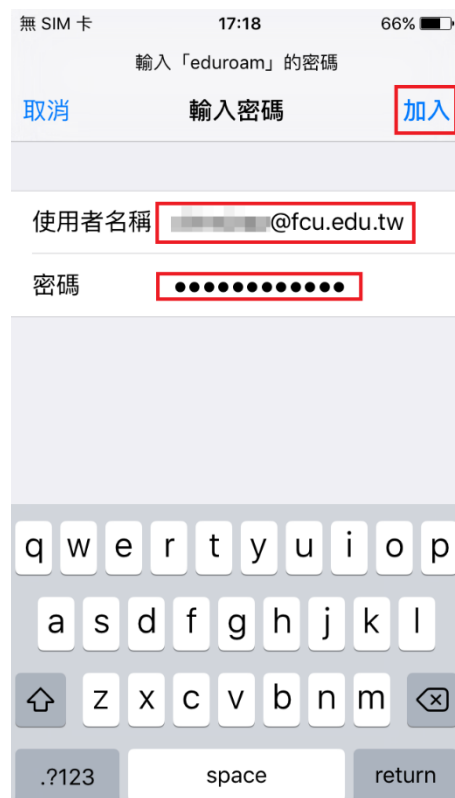 無 SIM 卡 17:18 66%
輸入「eduroam」的密碼
取消 輸入密碼 加入
使用者名稱 @fcu.edu.tw
密碼 ●●●●●●●●●●●●
q w e r t y u i o p
a s d f g h j k l
z x c v b n m
.?123 space return